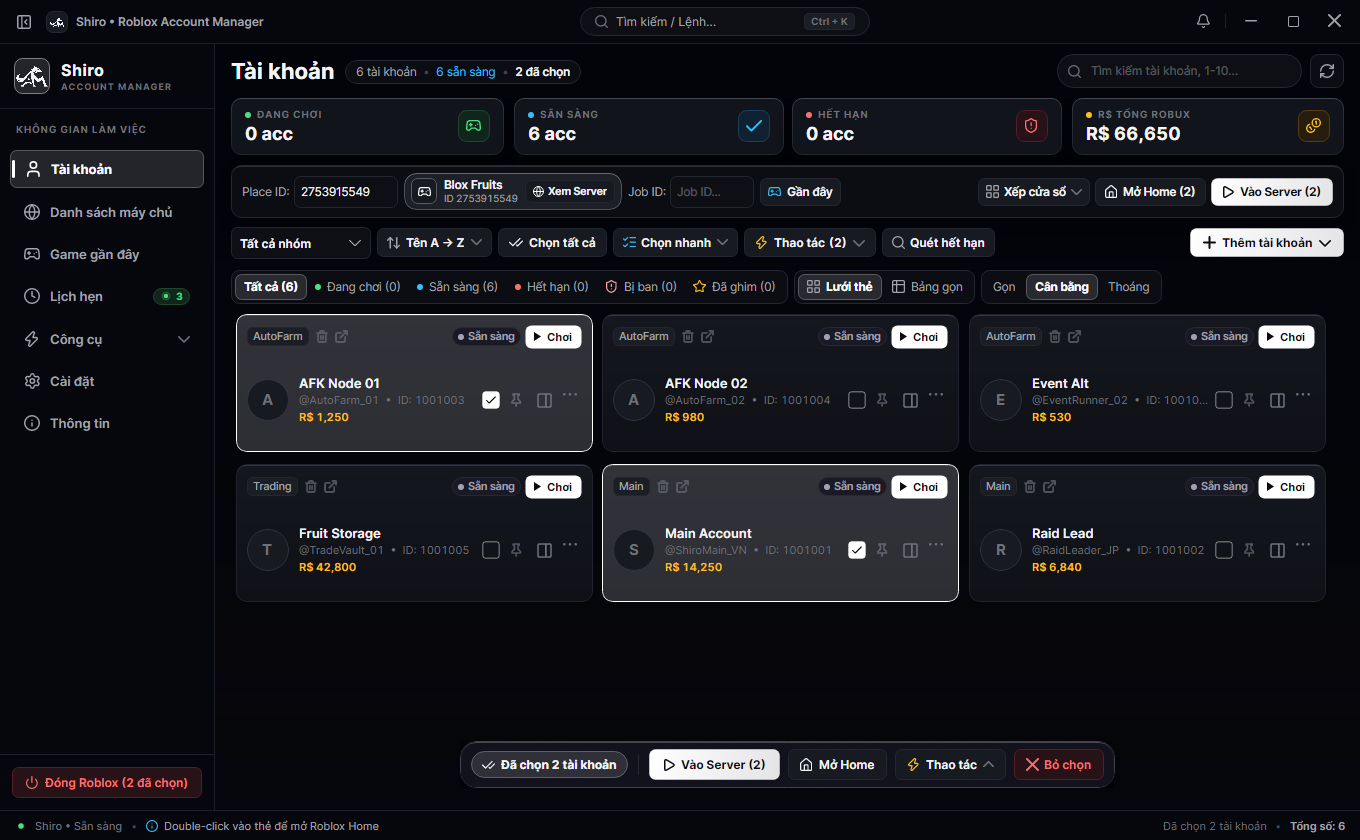 Shiro • Roblox Account Manager
Tìm kiếm / Lệnh... Ctrl + K
Shiro
ACCOUNT MANAGER
KHÔNG GIAN LÀM VIỆC
Tài khoản
Danh sách máy chủ
Game gần đây
Lịch hẹn 3
Công cụ
Cài đặt
Thông tin
Đóng Roblox (2 đã chọn)
Tài khoản 6 tài khoản • 6 sẵn sàng • 2 đã chọn
Tìm kiếm tài khoản, 1-10...
ĐANG CHƠI
0 acc
SẴN SÀNG
6 acc
HẾT HẠN
0 acc
R$ TỔNG ROBUX
R$ 66,650
Place ID: 2753915549
Blox Fruits
ID 2753915549
Xem Server
Job ID: Job ID...
Gần đây
Xếp cửa sổ
Mở Home (2)
Vào Server (2)
Tất cả nhóm
Tên A → Z
Chọn tất cả
Chọn nhanh
Thao tác (2)
Quét hết hạn
Thêm tài khoản
Tất cả (6)
Đang chơi (0)
Sẵn sàng (6)
Hết hạn (0)
Bị ban (0)
Đã ghim (0)
Lưới thẻ
Bảng gọn
Gọn
Cân bằng
Thoáng
AutoFarm Sẵn sàng Chơi
A
AFK Node 01
@AutoFarm_01 • ID: 1001003
R$ 1,250
AutoFarm Sẵn sàng Chơi
A
AFK Node 02
@AutoFarm_02 • ID: 1001004
R$ 980
AutoFarm Sẵn sàng Chơi
E
Event Alt
@EventRunner_02 • ID: 10010...
R$ 530
Trading Sẵn sàng Chơi
T
Fruit Storage
@TradeVault_01 • ID: 1001005
R$ 42,800
Main Sẵn sàng Chơi
S
Main Account
@ShiroMain_VN • ID: 1001001
R$ 14,250
Main Sẵn sàng Chơi
R
Raid Lead
@RaidLeader_JP • ID: 1001002
R$ 6,840
Đã chọn 2 tài khoản
Vào Server (2)
Mở Home
Thao tác
Bỏ chọn
Shiro • Sẵn sàng • Double-click vào thẻ để mở Roblox Home
Đã chọn 2 tài khoản • Tổng số: 6